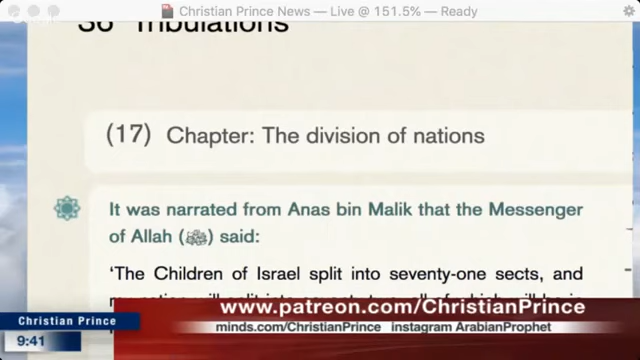 Christian Prince News — Live @ 151.5% — Ready
36 Tribulations
(17) Chapter: The division of nations
It was narrated from Anas bin Malik that the Messenger
of Allah (ﷺ) said:
'The Children of Israel split into seventy-one sects, and
www.patreon.com/ChristianPrince
Christian Prince
minds.com/ChristianPrince instagram ArabianProphet
9:41